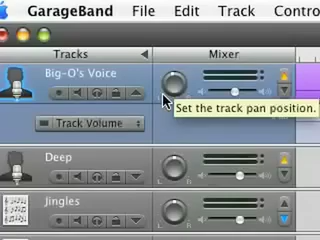 GarageBand File Edit Track Contro
Tracks Mixer
Big-O's Voice
Set the track pan position.
Track Volume
Deep
Jingles